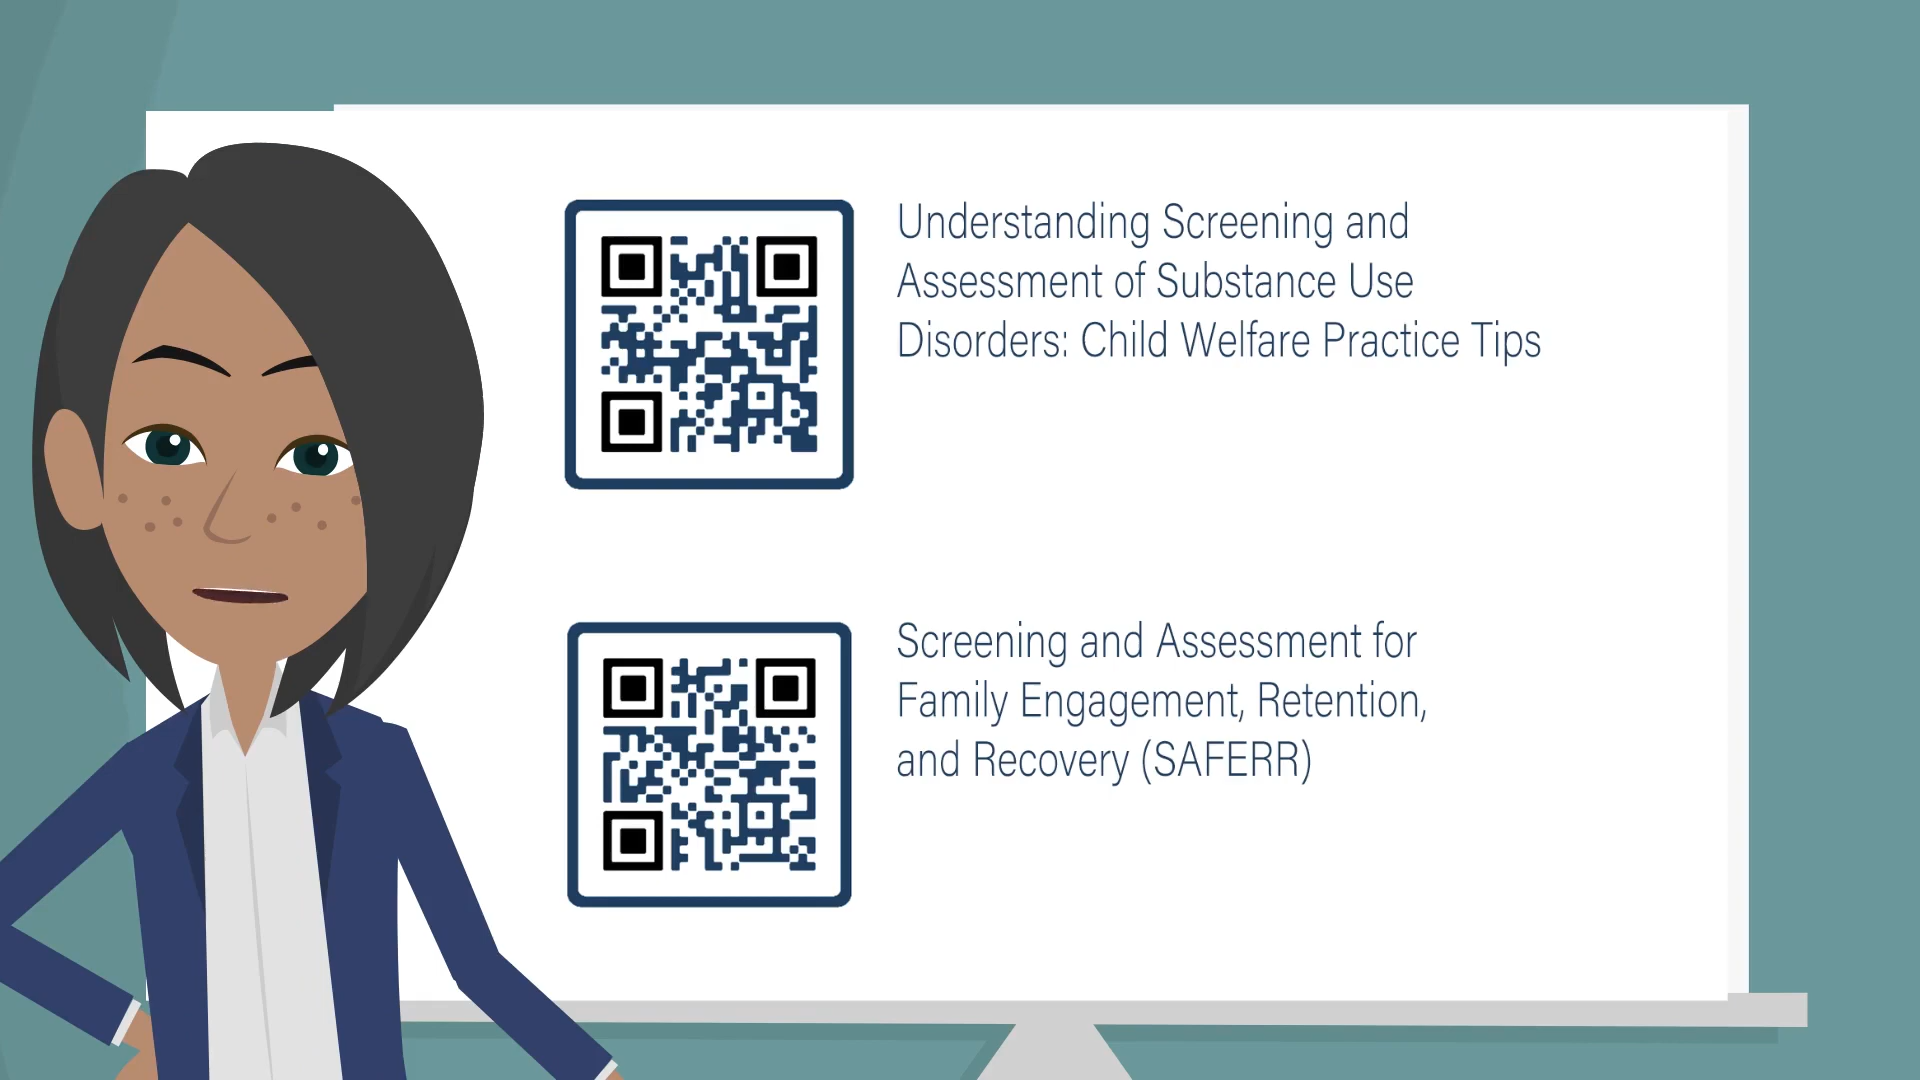 Understanding Screening and
Assessment of Substance Use
Disorders: Child Welfare Practice Tips
Screening and Assessment for
Family Engagement, Retention,
and Recovery (SAFERR)